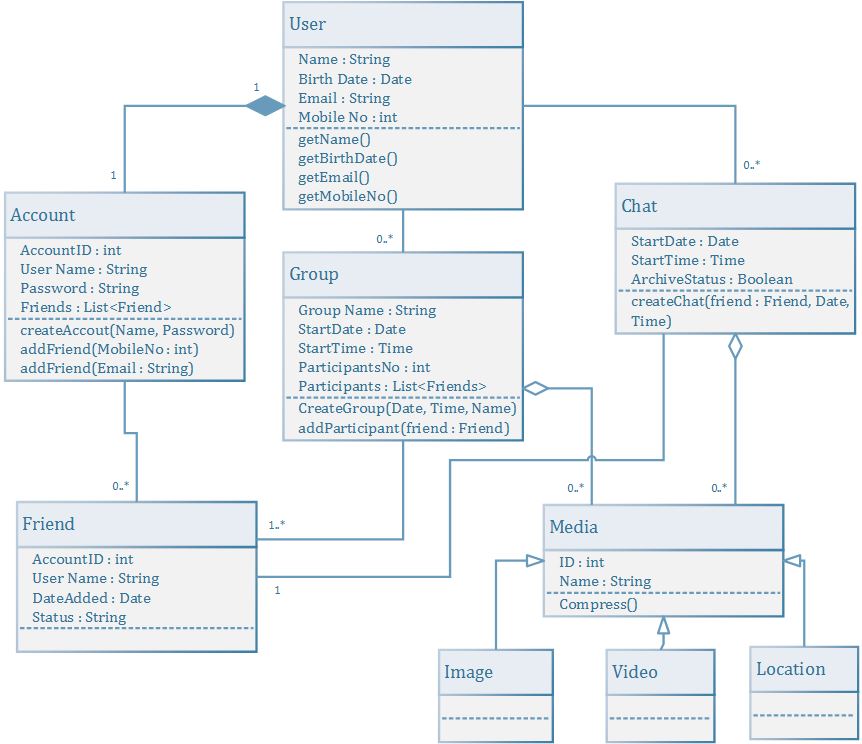 User
Name : String
Birth Date : Date
Email : String
Mobile No : int
getName()
getBirthDate()
getEmail()
getMobileNo()
1
1
0..*
0..*
Account
AccountID : int
User Name : String
Password : String
Friends : List<Friend>
createAccout(Name, Password)
addFriend(MobileNo : int)
addFriend(Email : String)
Group
Group Name : String
StartDate : Date
StartTime : Time
ParticipantsNo : int
Participants : List<Friends>
CreateGroup(Date, Time, Name)
addParticipant(friend : Friend)
Chat
StartDate : Date
StartTime : Time
ArchiveStatus : Boolean
createChat(friend : Friend, Date,
Time)
0..*
1..*
1
0..*
0..*
Friend
AccountID : int
User Name : String
DateAdded : Date
Status : String
Media
ID : int
Name : String
Compress()
Image
Video
Location